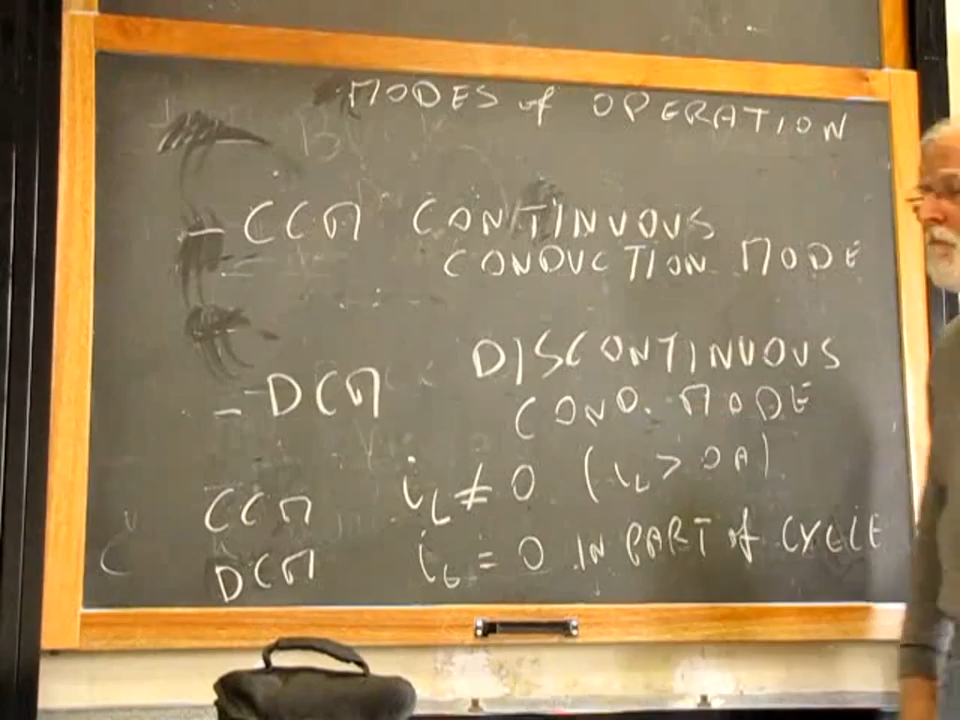 MODES of OPERATION
- CCM CONTINUOUS
CONDUCTION MODE
- DCM DISCONTINUOUS
COND. MODE
CCM iL ≠ 0 (iL > 0A)
DCM iL = 0 IN PART of CYCLE